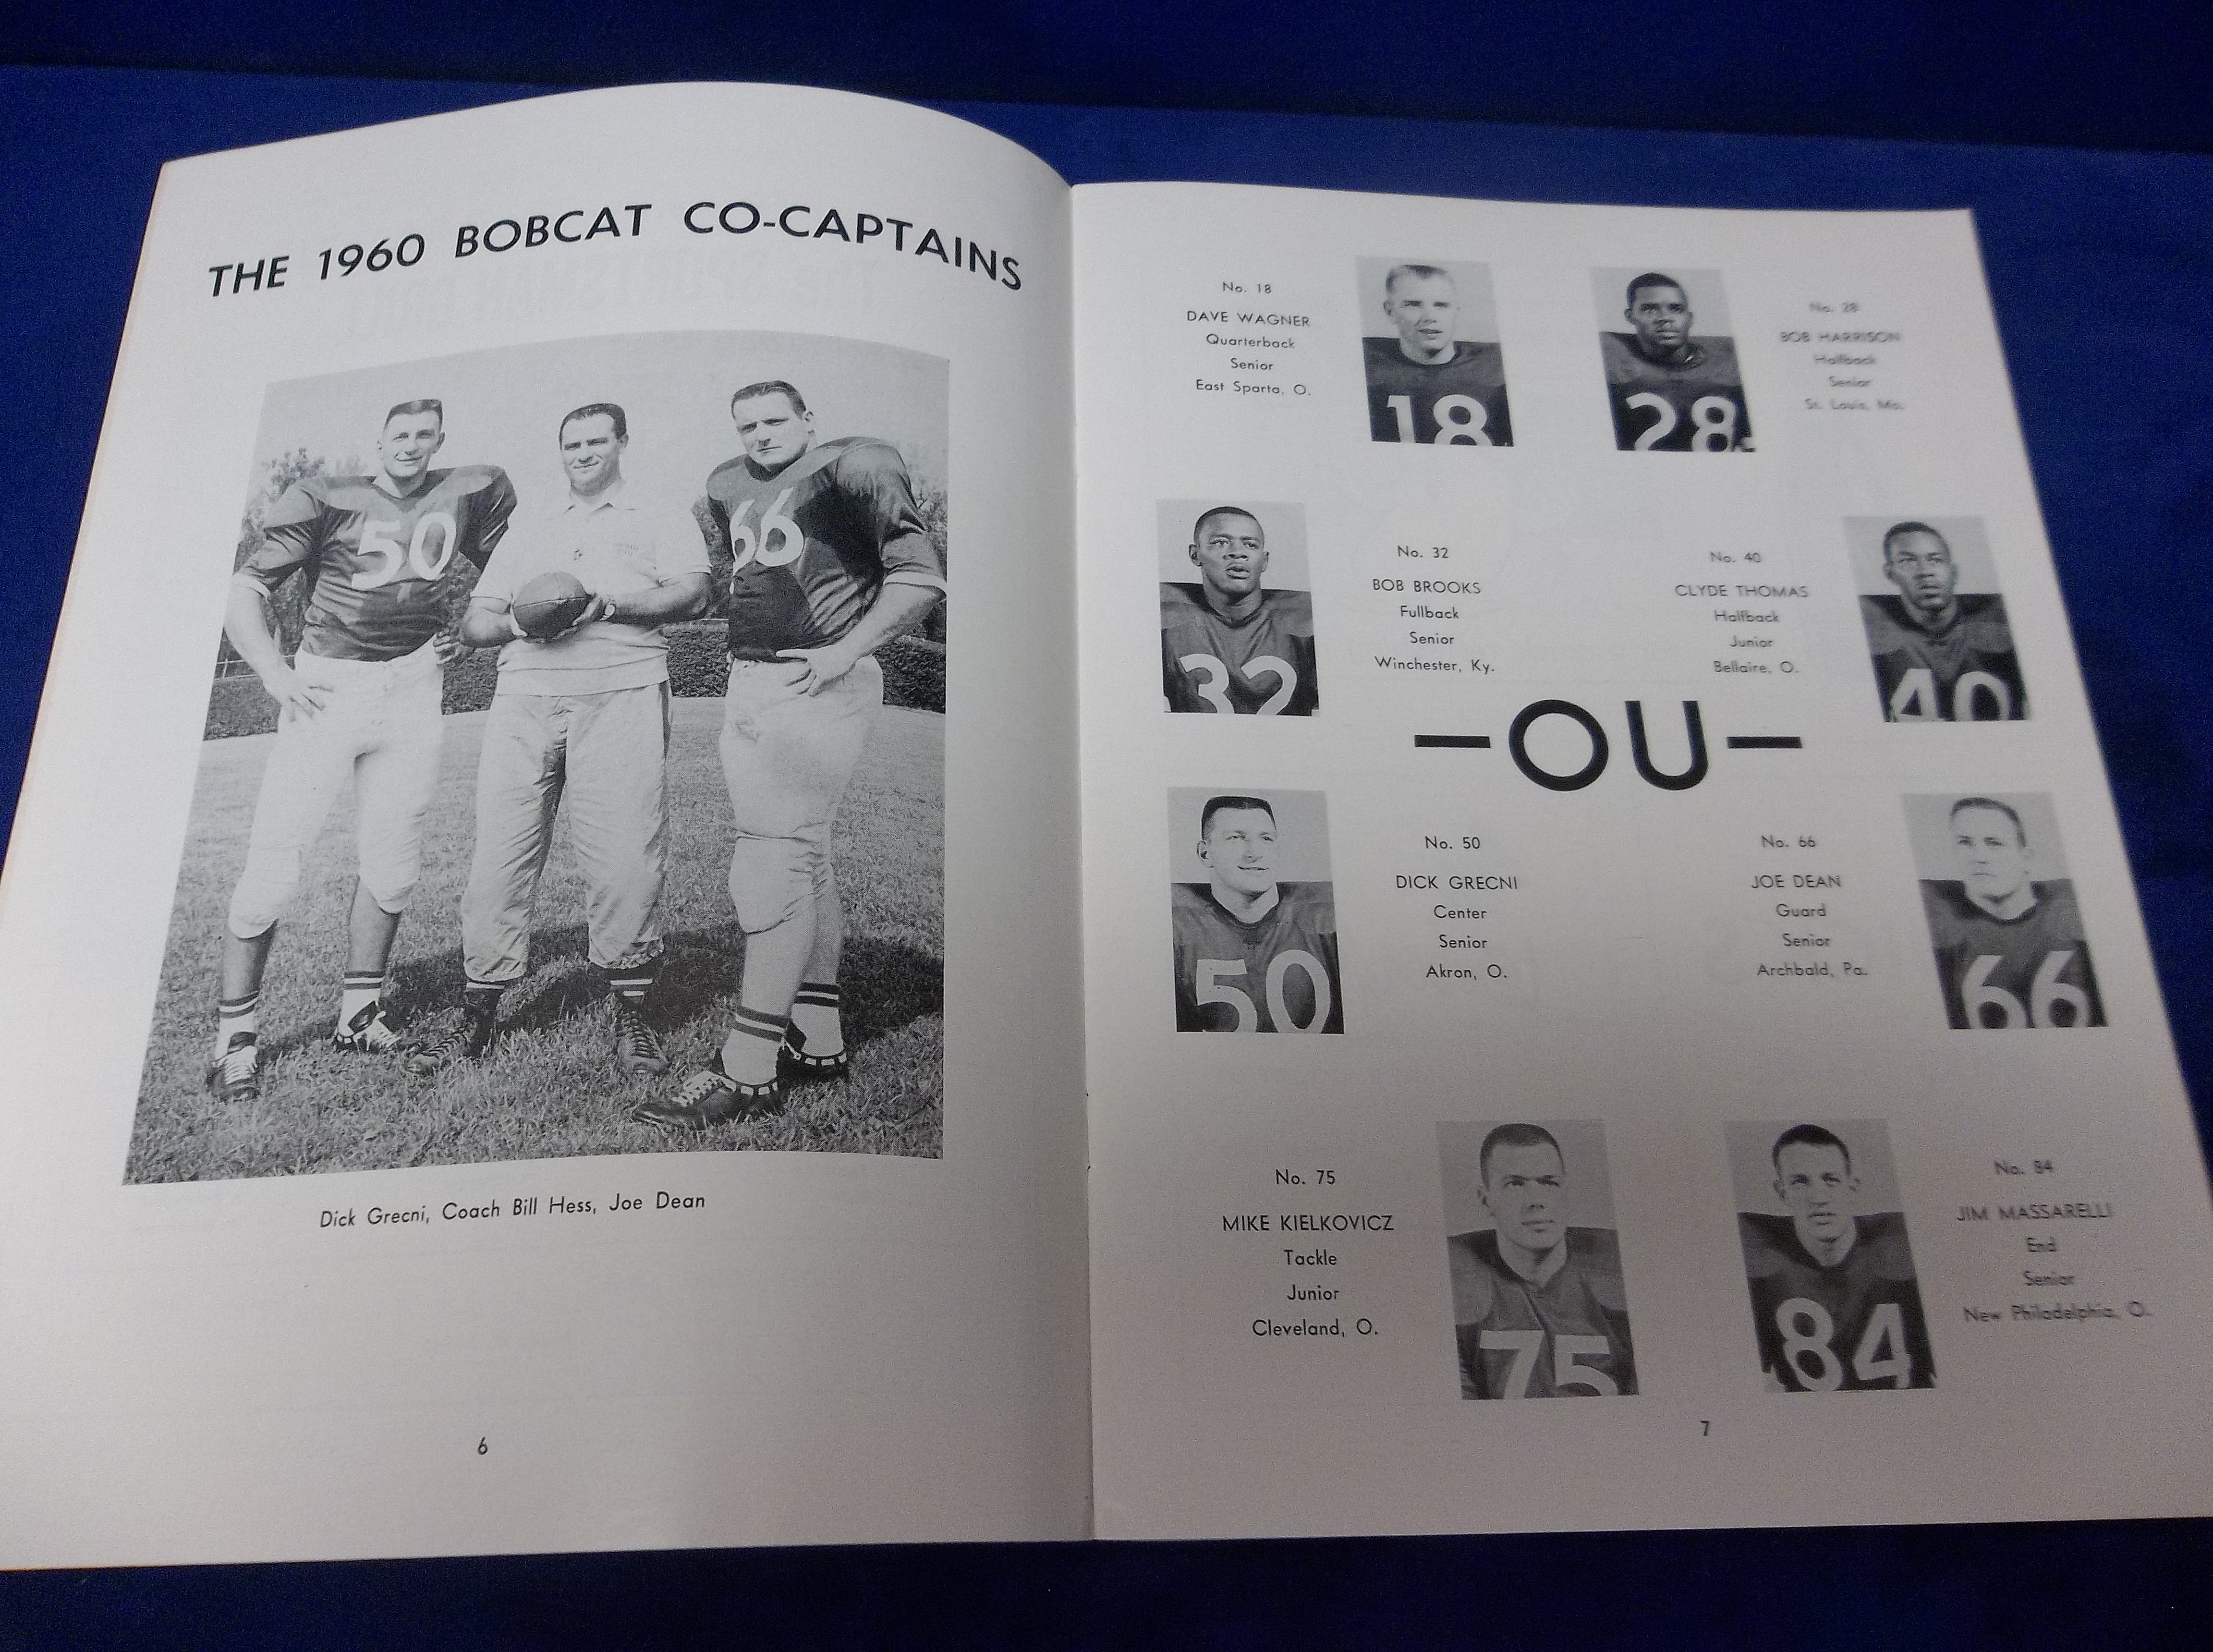 THE 1960 BOBCAT CO-CAPTAINS
50
66
Dick Grecni, Coach Bill Hess, Joe Dean
6
No. 18
DAVE WAGNER
Quarterback
Senior
East Sparta, O.
18
28
No. 28
BOB HARRISON
Halfback
Senior
St. Louis, Mo.
32
No. 32
BOB BROOKS
Fullback
Senior
Winchester, Ky.
No. 40
CLYDE THOMAS
Halfback
Junior
Bellaire, O.
40
-OU-
50
No. 50
DICK GRECNI
Center
Senior
Akron, O.
No. 66
JOE DEAN
Guard
Senior
Archbald, Pa.
66
No. 75
MIKE KIELKOVICZ
Tackle
Junior
Cleveland, O.
75
84
No. 84
JIM MASSARELLI
End
Senior
New Philadelphia, O.
7